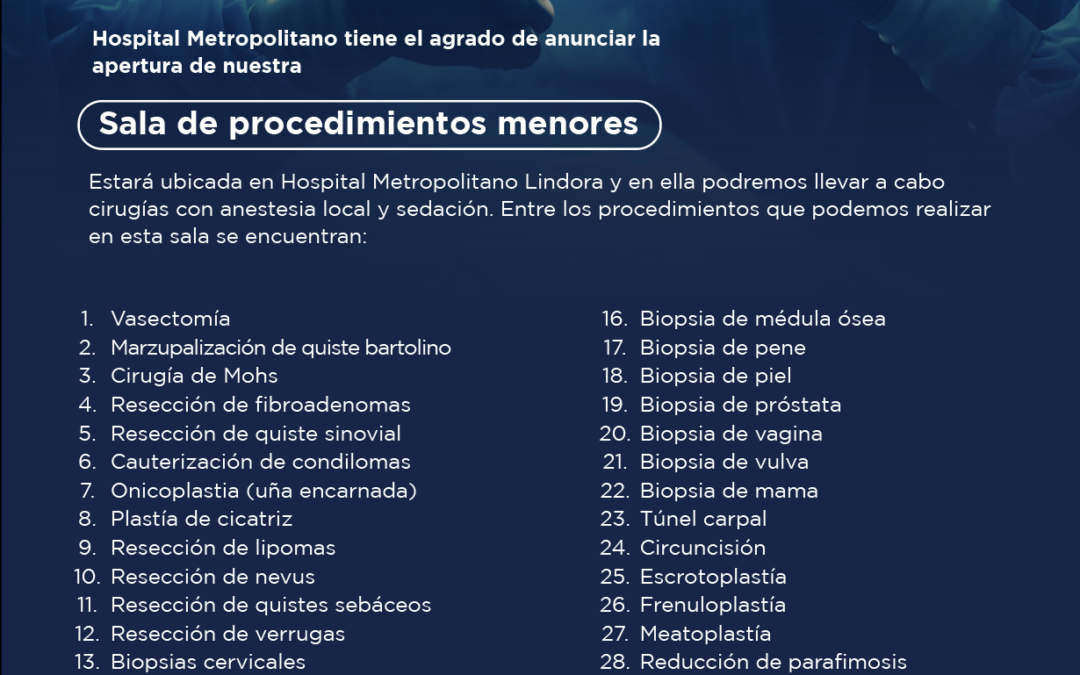 Hospital Metropolitano tiene el agrado de anunciar la
apertura de nuestra
Sala de procedimientos menores
Estará ubicada en Hospital Metropolitano Lindora y en ella podremos llevar a cabo
cirugías con anestesia local y sedación. Entre los procedimientos que podemos realizar
en esta sala se encuentran:
1. Vasectomía
2. Marzupalización de quiste bartolino
3. Cirugía de Mohs
4. Resección de fibroadenomas
5. Resección de quiste sinovial
6. Cauterización de condilomas
7. Onicoplastia (uña encarnada)
8. Plastía de cicatriz
9. Resección de lipomas
10. Resección de nevus
11. Resección de quistes sebáceos
12. Resección de verrugas
13. Biopsias cervicales
16. Biopsia de médula ósea
17. Biopsia de pene
18. Biopsia de piel
19. Biopsia de próstata
20. Biopsia de vagina
21. Biopsia de vulva
22. Biopsia de mama
23. Túnel carpal
24. Circuncisión
25. Escrotoplastía
26. Frenuloplastía
27. Meatoplastía
28. Reducción de parafimosis